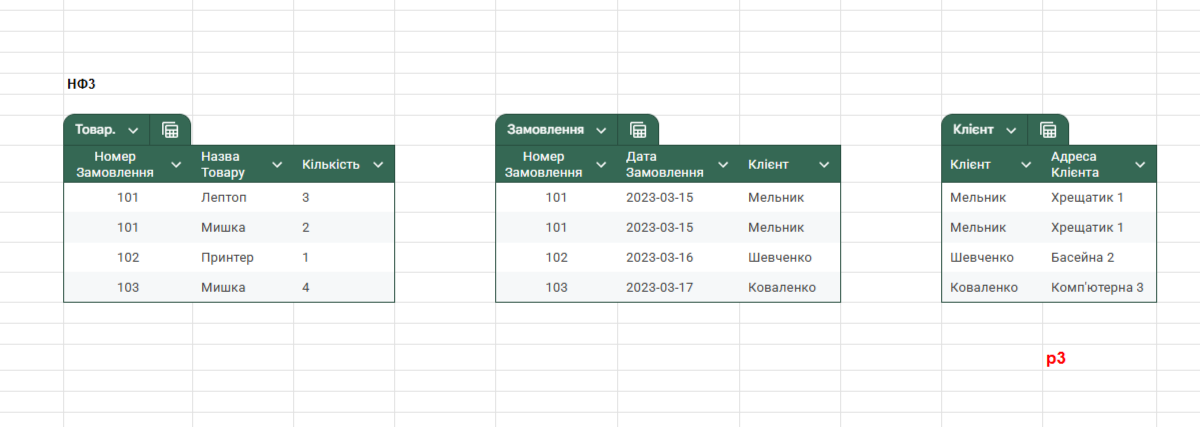 НФ3
Товар. Замовлення Клієнт
Номер Замовлення Назва Товару Кількість Номер Замовлення Дата Замовлення Клієнт Клієнт Адреса Клієнта
101 Лептоп 3 101 2023-03-15 Мельник Мельник Хрещатик 1
101 Мишка 2 101 2023-03-15 Мельник Мельник Хрещатик 1
102 Принтер 1 102 2023-03-16 Шевченко Шевченко Басейна 2
103 Мишка 4 103 2023-03-17 Коваленко Коваленко Комп'ютерна 3
p3